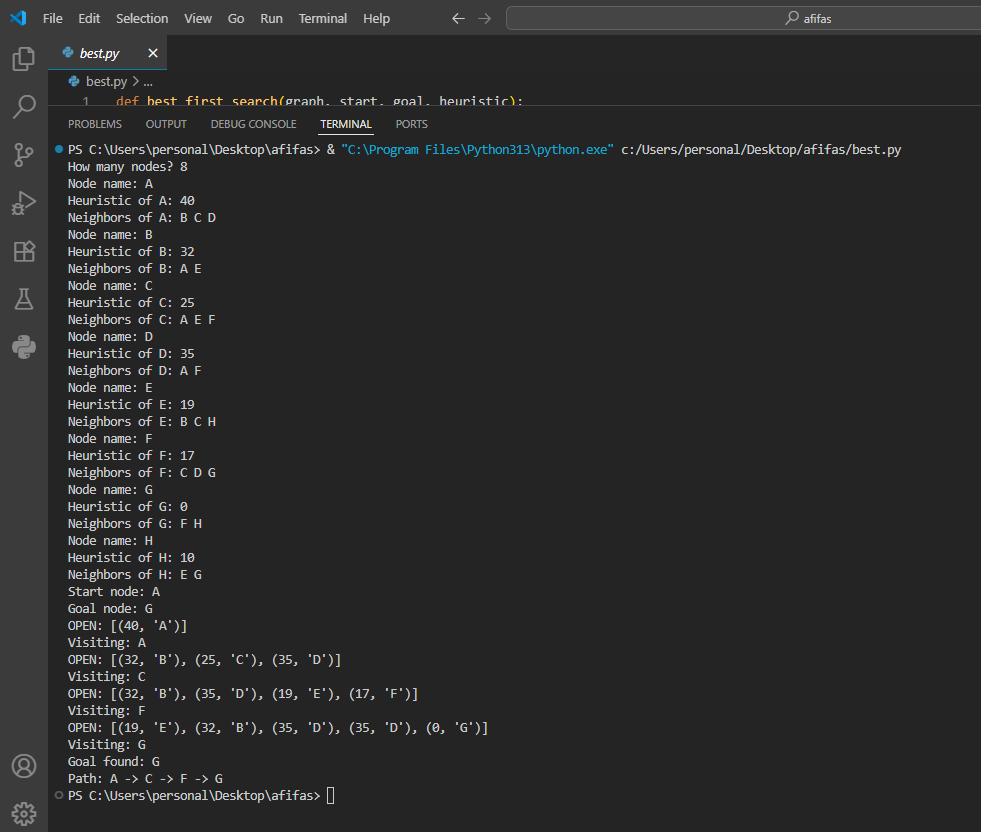 File Edit Selection View Go Run Terminal Help afifas
best.py
best.py > ...
1 def best_first_search(graph, start, goal, heuristic):
PROBLEMS OUTPUT DEBUG CONSOLE TERMINAL PORTS
PS C:\Users\personal\Desktop\afifas> & "C:\Program Files\Python313\python.exe" c:/Users/personal/Desktop/afifas/best.py
How many nodes? 8
Node name: A
Heuristic of A: 40
Neighbors of A: B C D
Node name: B
Heuristic of B: 32
Neighbors of B: A E
Node name: C
Heuristic of C: 25
Neighbors of C: A E F
Node name: D
Heuristic of D: 35
Neighbors of D: A F
Node name: E
Heuristic of E: 19
Neighbors of E: B C H
Node name: F
Heuristic of F: 17
Neighbors of F: C D G
Node name: G
Heuristic of G: 0
Neighbors of G: F H
Node name: H
Heuristic of H: 10
Neighbors of H: E G
Start node: A
Goal node: G
OPEN: [(40, 'A')]
Visiting: A
OPEN: [(32, 'B'), (25, 'C'), (35, 'D')]
Visiting: C
OPEN: [(32, 'B'), (35, 'D'), (19, 'E'), (17, 'F')]
Visiting: F
OPEN: [(19, 'E'), (32, 'B'), (35, 'D'), (35, 'D'), (0, 'G')]
Visiting: G
Goal found: G
Path: A -> C -> F -> G
PS C:\Users\personal\Desktop\afifas>